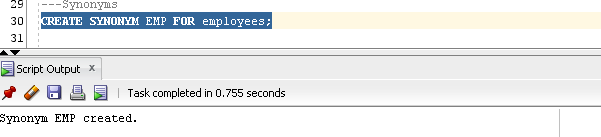 29 ---Synonyms
30 CREATE SYNONYM EMP FOR employees;
31
Script Output x
Task completed in 0.755 seconds
Synonym EMP created.